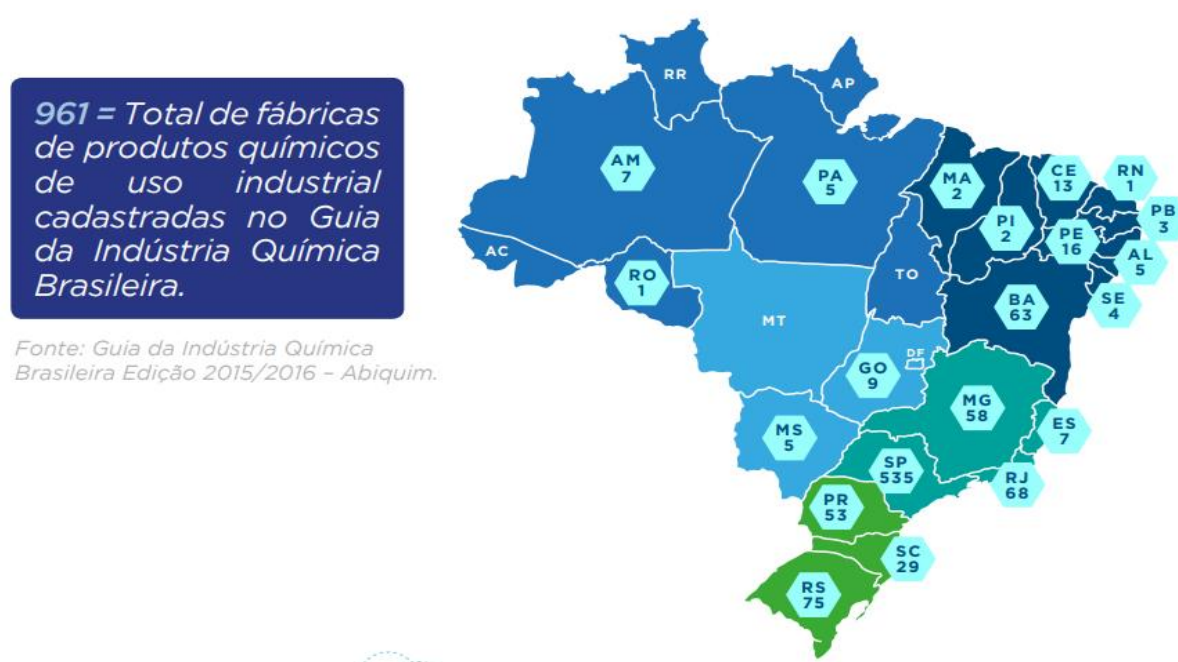 961 = Total de fábricas
de produtos químicos
de uso industrial
cadastradas no Guia
da Indústria Química
Brasileira.
Fonte: Guia da Indústria Química
Brasileira Edição 2015/2016 – Abiquim.
RR
AP
AM
7
PA
5
MA
2
CE
13
RN
1
PI
2
PE
16
PB
3
AC
RO
1
TO
AL
5
BA
63
SE
4
MT
DF
GO
9
MG
58
ES
7
MS
5
SP
535
RJ
68
PR
53
SC
29
RS
75